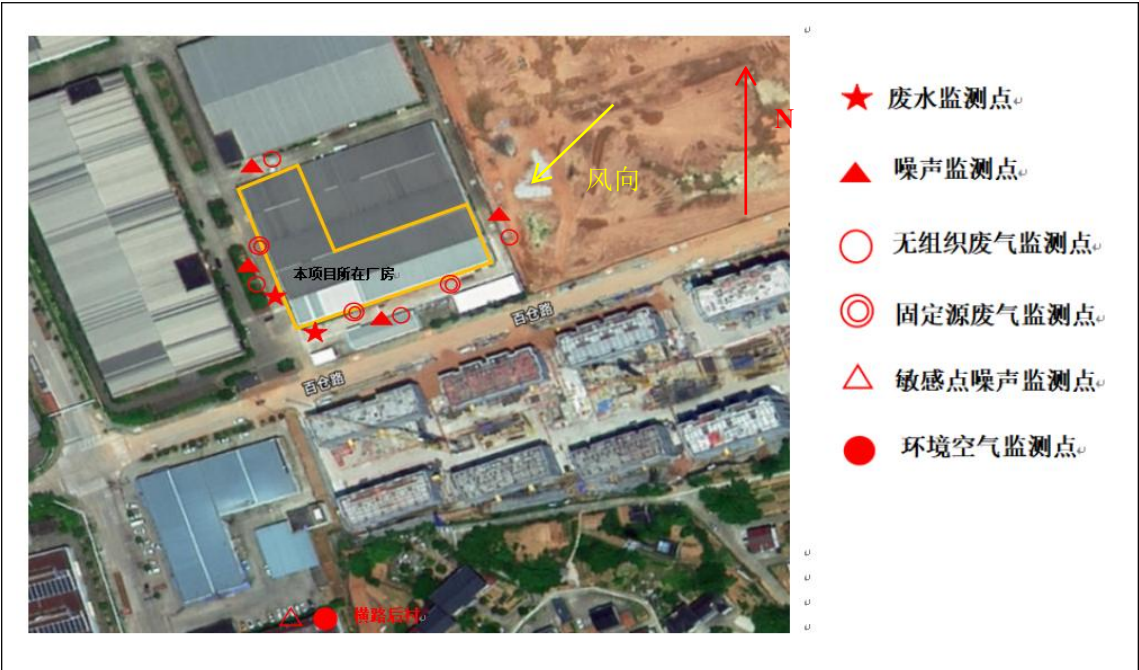 N
风向
本项目所在厂房
百仓路
百仓路
横路后村
废水监测点
噪声监测点
无组织废气监测点
固定源废气监测点
敏感点噪声监测点
环境空气监测点